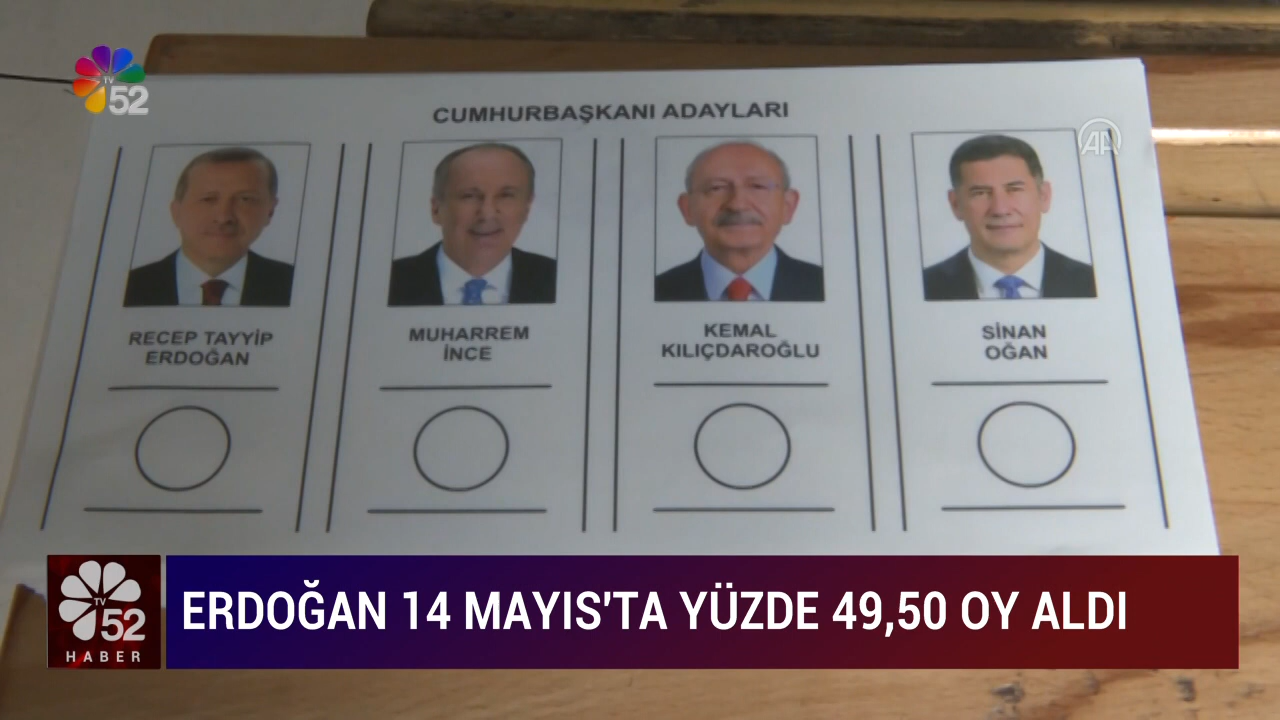 TV
52
CUMHURBAŞKANI ADAYLARI
AA
RECEP TAYYİP
ERDOĞAN
MUHARREM
İNCE
KEMAL
KILIÇDAROĞLU
SİNAN
OĞAN
TV
52
HABER
ERDOĞAN 14 MAYIS'TA YÜZDE 49,50 OY ALDI